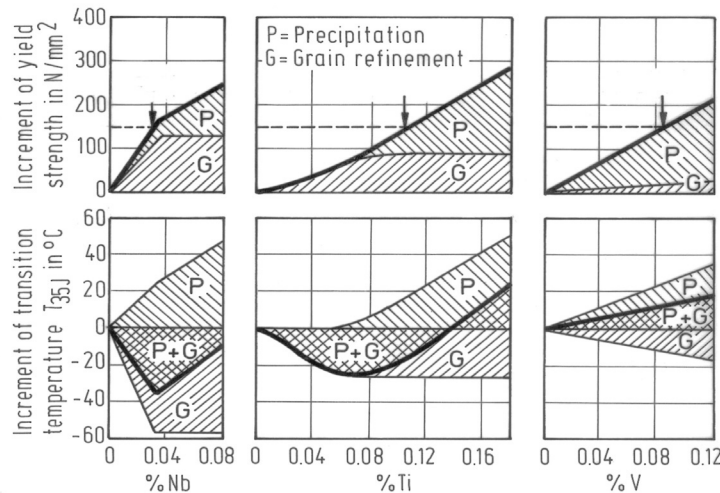 Increment of yield
strength in N/mm²
400
300
200
100
0
P = Precipitation
G = Grain refinement
P
G
P
G
P
G
Increment of transition
temperature T35J in °C
60
40
20
0
-20
-40
-60
P
P+G
G
P
P+G
G
P
P+G
G
0 0.04 0.08
% Nb
0 0.04 0.08 0.12 0.16
% Ti
0 0.04 0.08 0.12
% V